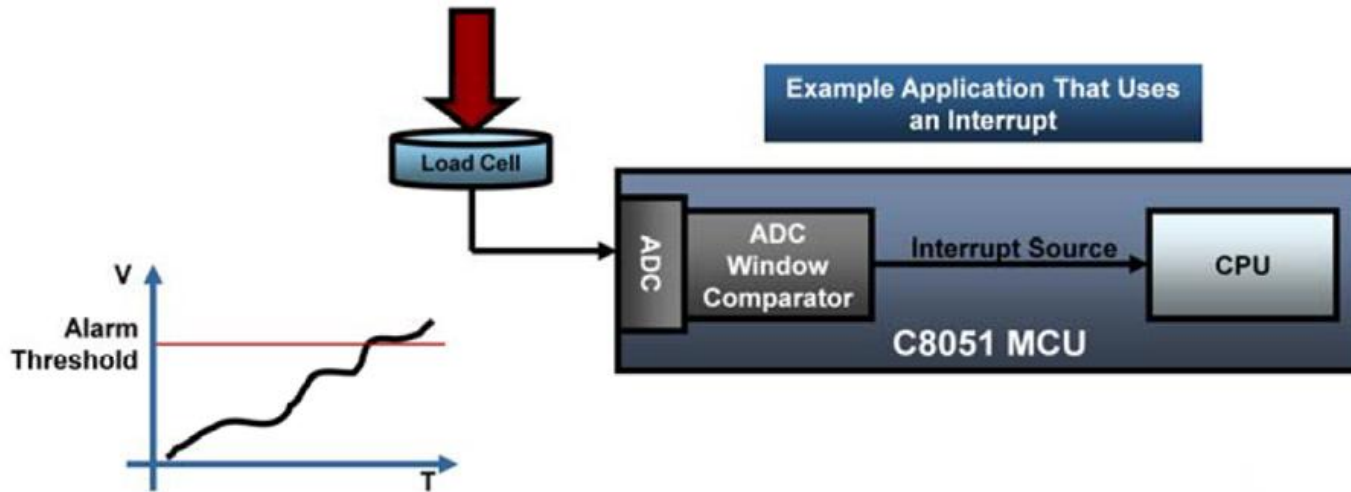 Example Application That Uses
an Interrupt
Load Cell
ADC
ADC
Window
Comparator
Interrupt Source
CPU
C8051 MCU
V
Alarm
Threshold
T